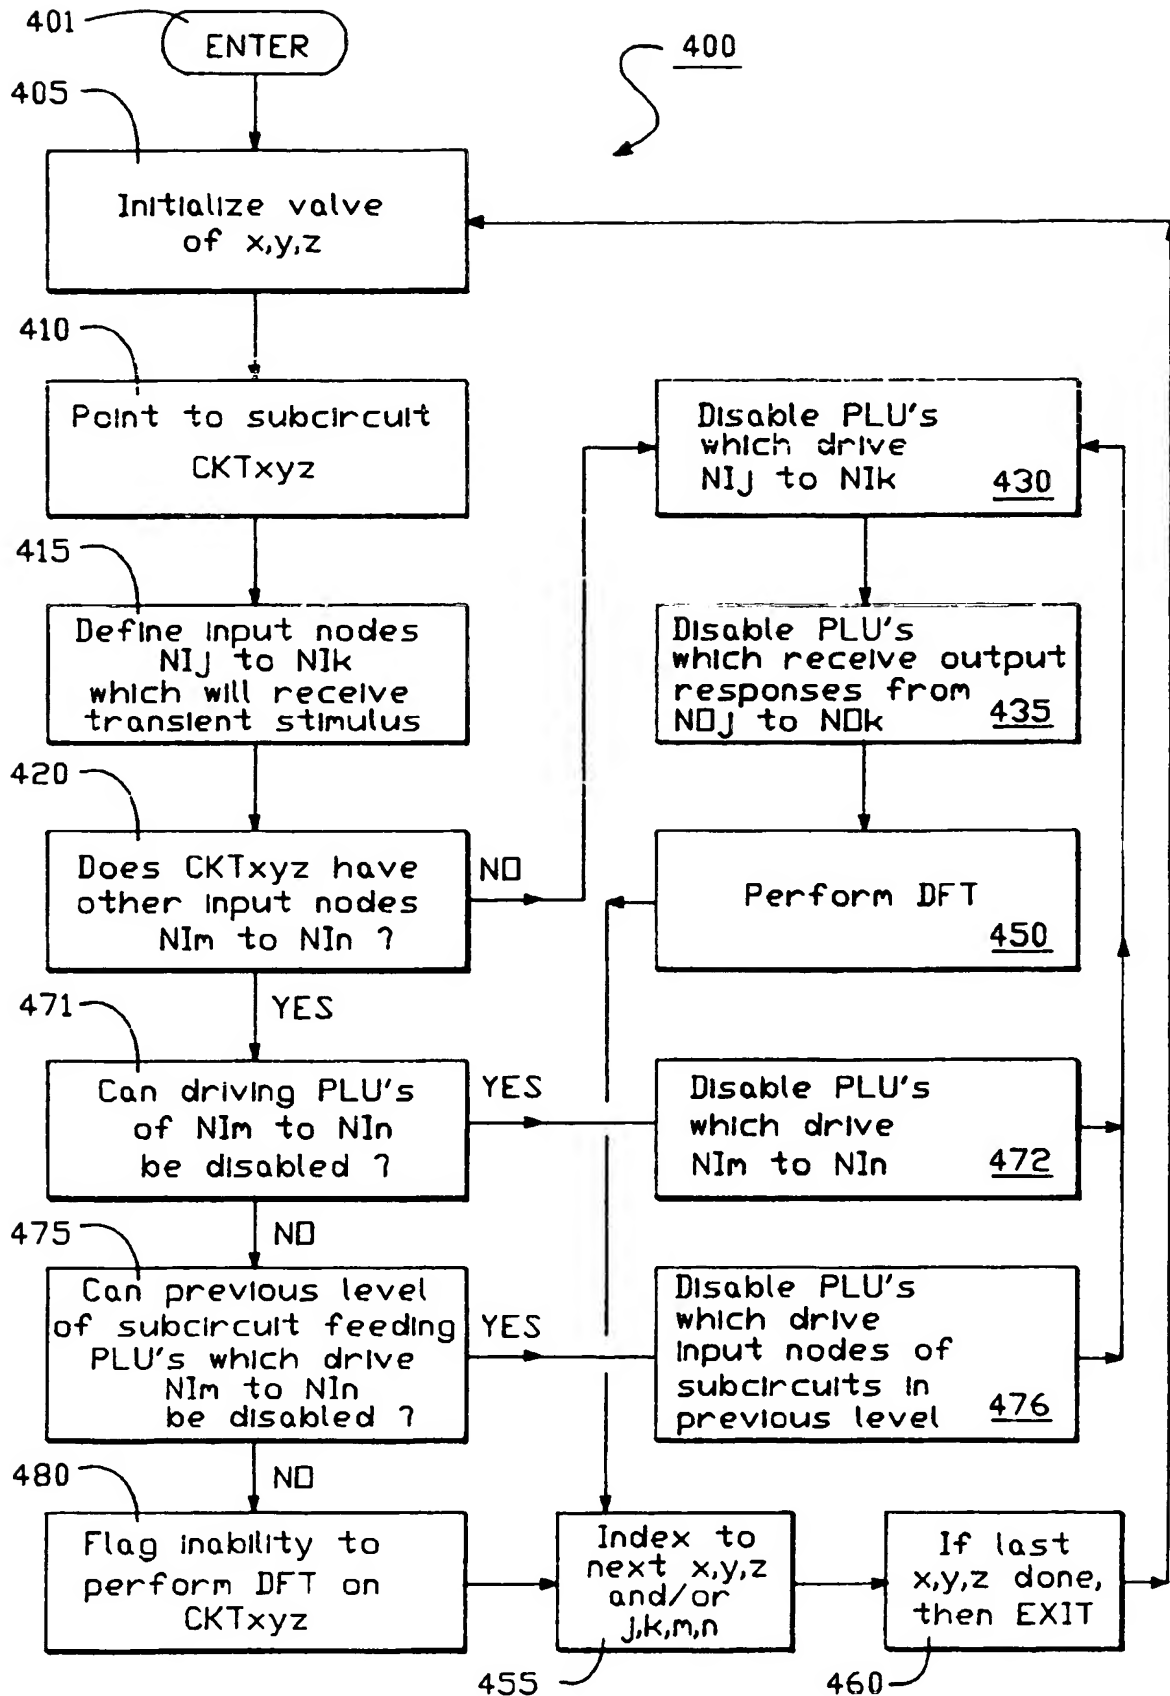 401
ENTER
400
405
Initialize valve
of x,y,z
410
Point to subcircuit
CKTxyz
415
Define input nodes
NIj to NIk
which will receive
transient stimulus
420
Does CKTxyz have
other input nodes
NIm to NIn ?
NO
YES
Disable PLU's
which drive
NIj to NIk
430
Disable PLU's
which receive output
responses from
NOj to NOk
435
Perform DFT
450
471
Can driving PLU's
of NIm to NIn
be disabled ?
YES
NO
Disable PLU's
which drive
NIm to NIn
472
475
Can previous level
of subcircuit feeding
PLU's which drive
NIm to NIn
be disabled ?
YES
NO
Disable PLU's
which drive
input nodes of
subcircuits in
previous level
476
480
Flag inability to
perform DFT on
CKTxyz
Index to
next x,y,z
and/or
j,k,m,n
455
If last
x,y,z done,
then EXIT
460